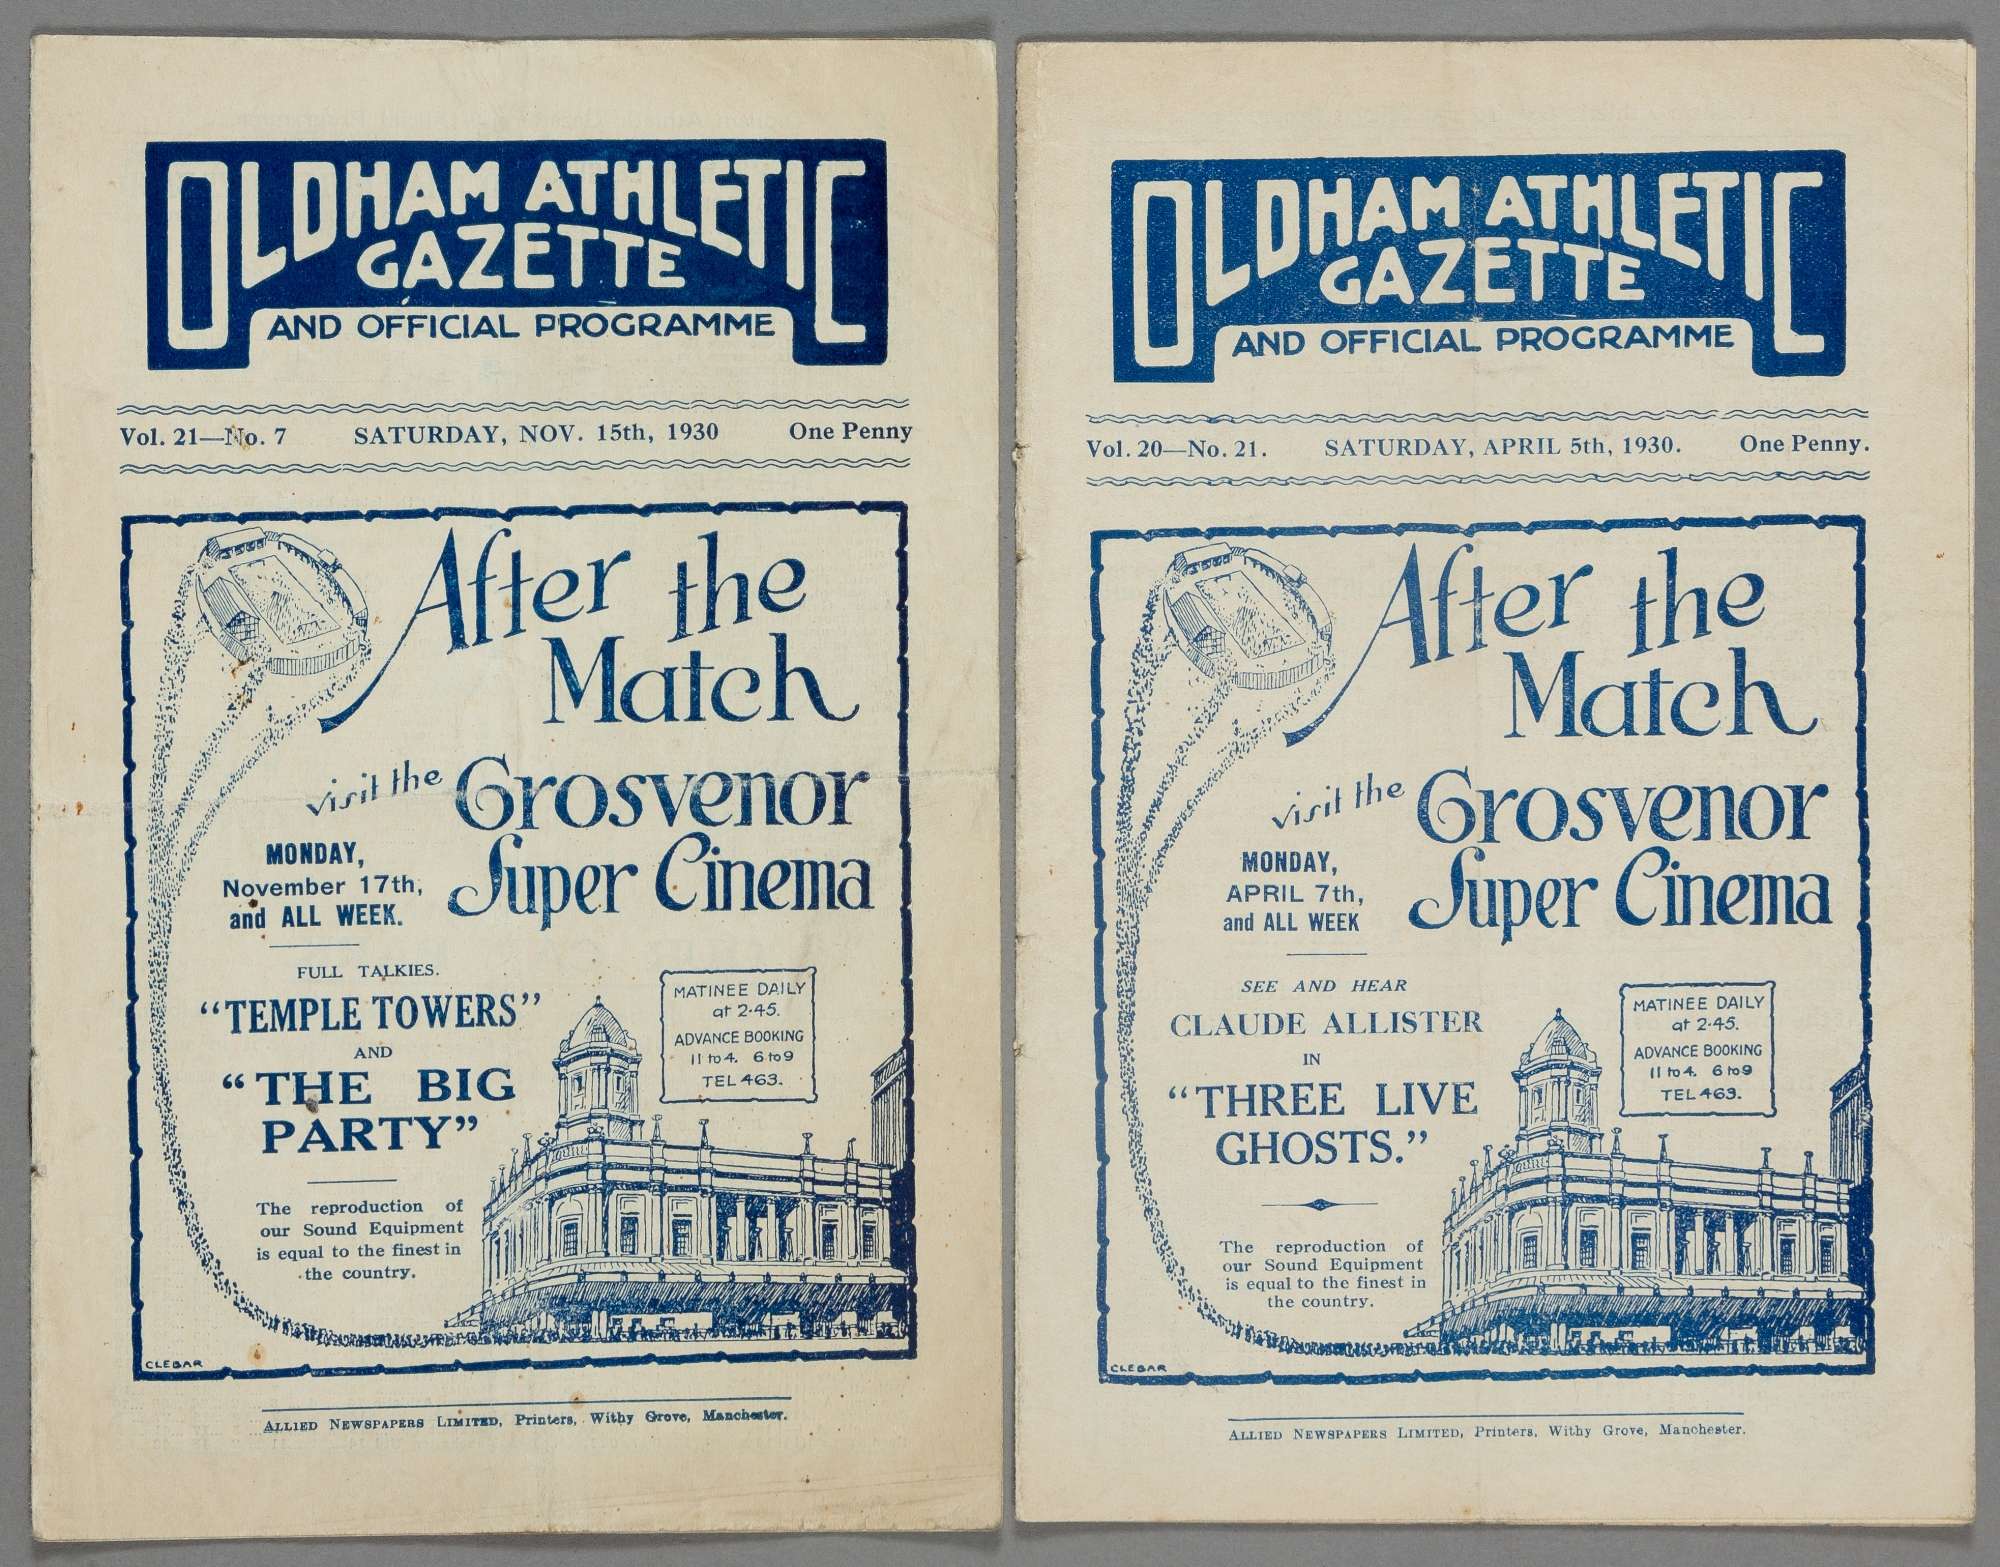 OLDHAM ATHLETIC
GAZETTE
AND OFFICIAL PROGRAMME
Vol. 21—No. 7 SATURDAY, NOV. 15th, 1930 One Penny
After the
Match
visit the Grosvenor
Super Cinema
MONDAY,
November 17th,
and ALL WEEK.
FULL TALKIES.
"TEMPLE TOWERS"
AND
"THE BIG
PARTY"
MATINEE DAILY
at 2·45.
ADVANCE BOOKING
11 to 4. 6 to 9
TEL 463.
The reproduction of
our Sound Equipment
is equal to the finest in
the country.
CLEBAR
ALLIED NEWSPAPERS LIMITED, Printers, Withy Grove, Manchester.
OLDHAM ATHLETIC
GAZETTE
AND OFFICIAL PROGRAMME
Vol. 20—No. 21. SATURDAY, APRIL 5th, 1930. One Penny.
After the
Match
visit the Grosvenor
Super Cinema
MONDAY,
APRIL 7th,
and ALL WEEK
SEE AND HEAR
CLAUDE ALLISTER
IN
"THREE LIVE
GHOSTS."
MATINEE DAILY
at 2·45.
ADVANCE BOOKING
11 to 4. 6 to 9
TEL 463.
The reproduction of
our Sound Equipment
is equal to the finest in
the country.
CLEBAR
ALLIED NEWSPAPERS LIMITED, Printers, Withy Grove, Manchester.